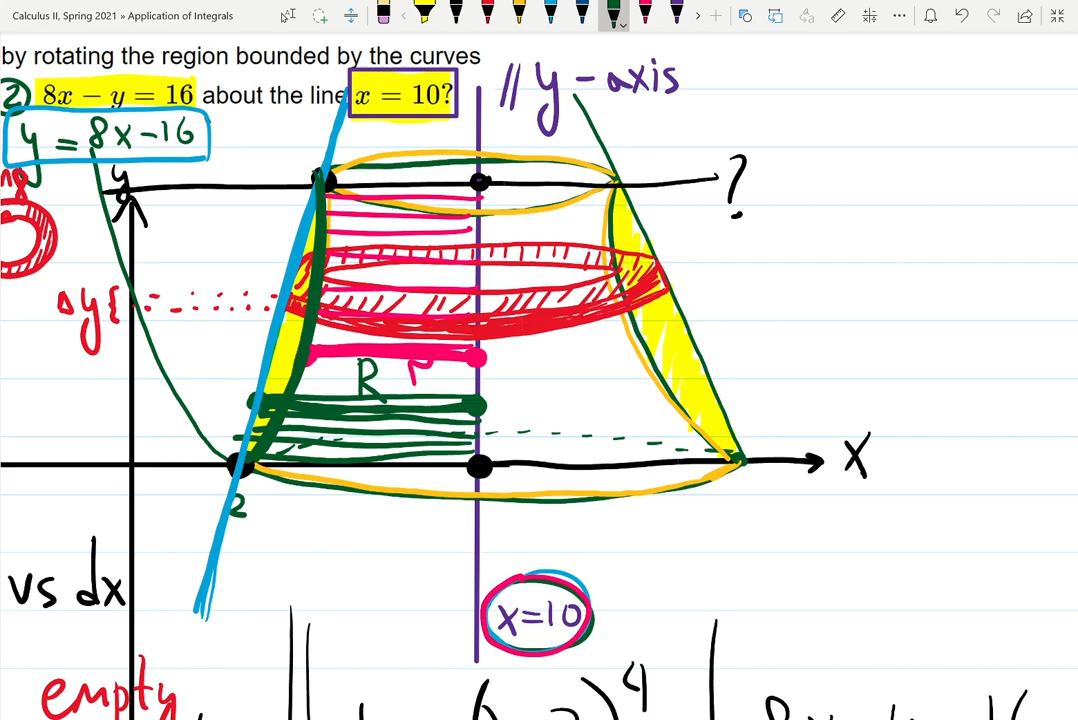 Calculus II, Spring 2021 » Application of Integrals
by rotating the region bounded by the curves
2) 8x − y = 16 about the line x = 10?
// y - axis
y = 8x - 16
y
?
Δy{
R r
x
2
vs dx
x=10
empty